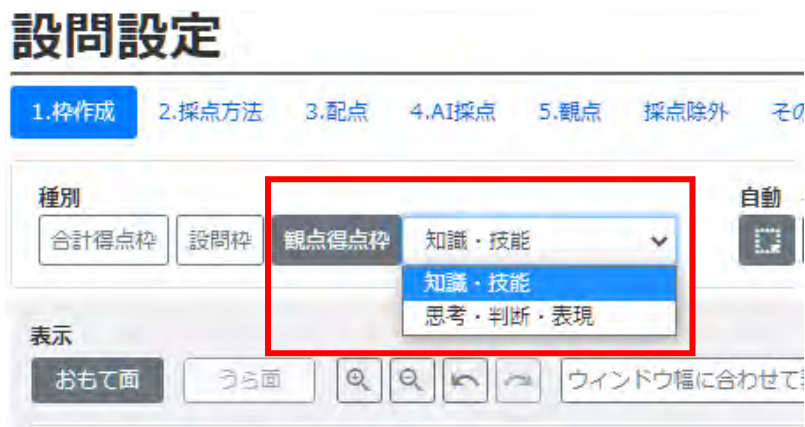 設問設定
1.枠作成 2.採点方法 3.配点 4.AI採点 5.観点 採点除外 その
種別 自動
合計得点枠 設問枠 観点得点枠 知識・技能
知識・技能
思考・判断・表現
表示
おもて面 うら面 ウィンドウ幅に合わせて